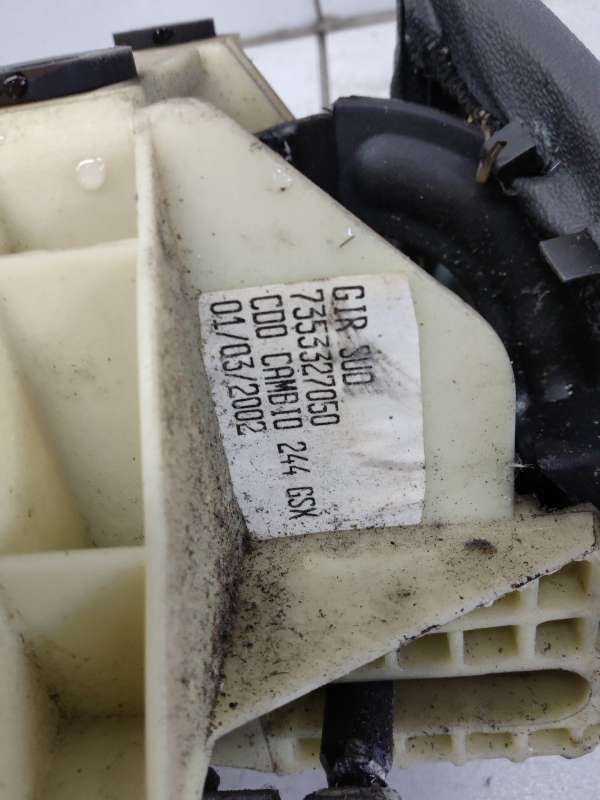 GIR SUD
7353327050
CDO CAMBIO 244 GSX
01/03/2002